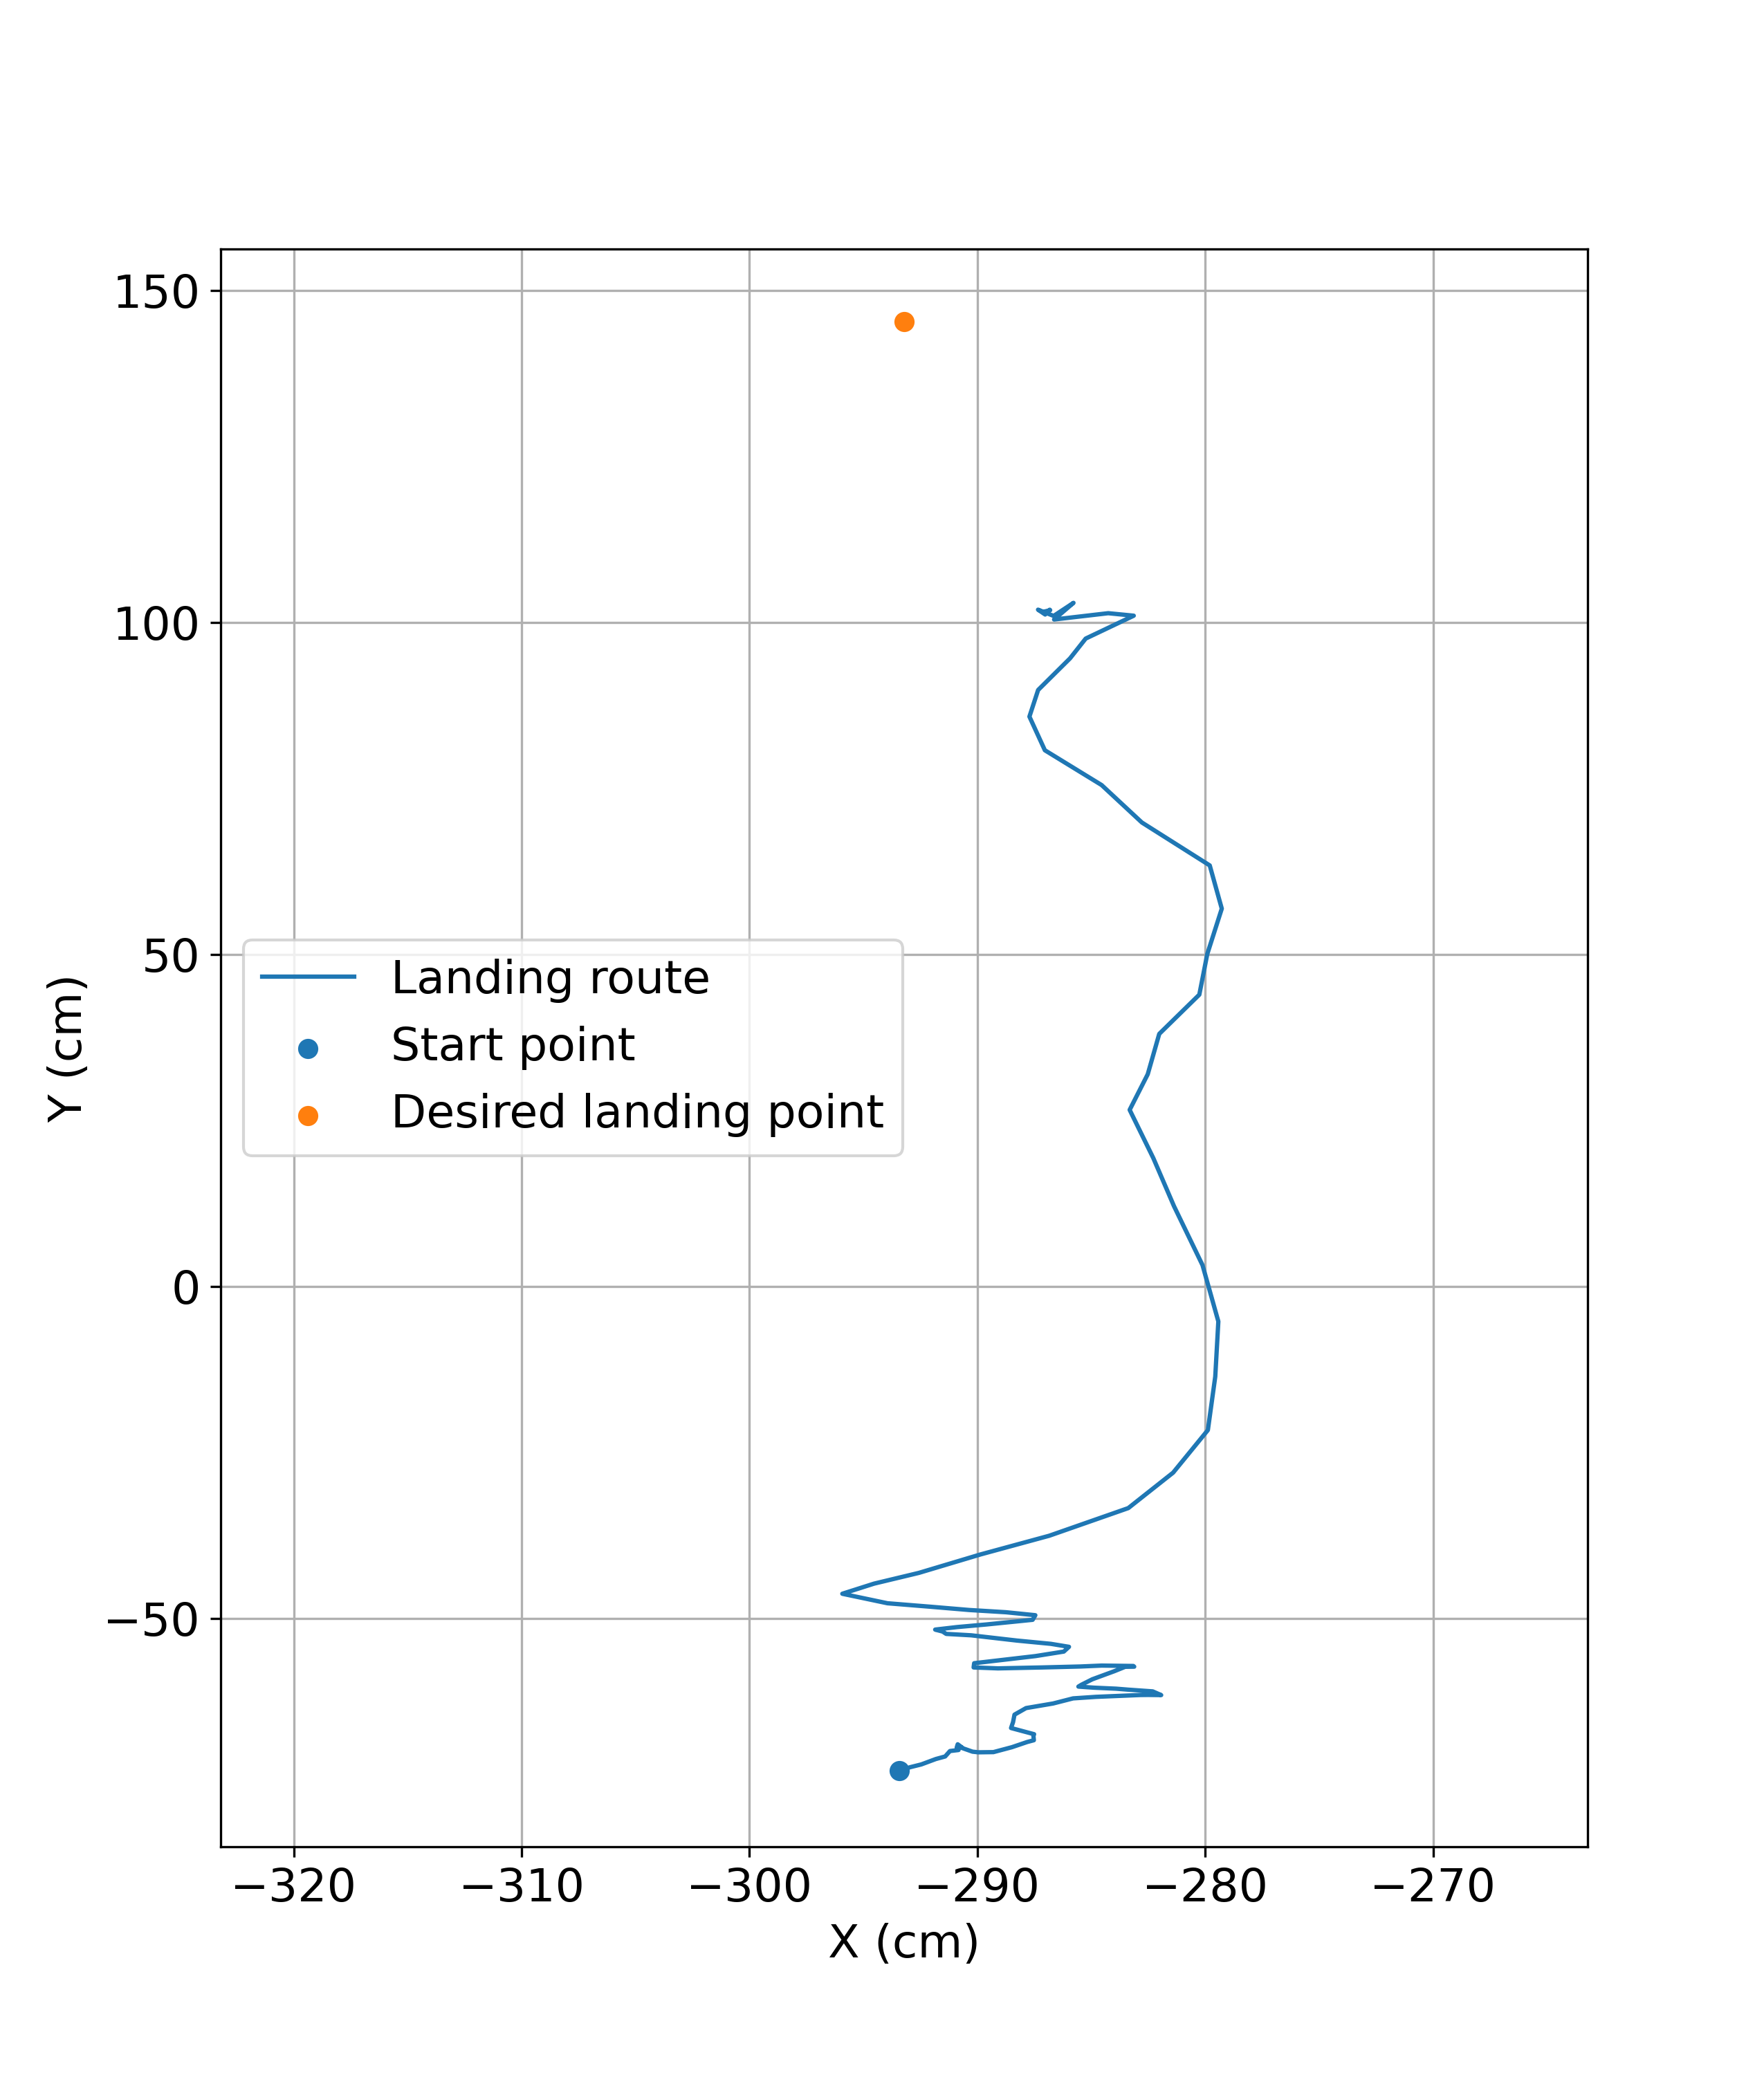 150
100
50
0
−50
Y (cm)
Landing route
Start point
Desired landing point
−320 −310 −300 −290 −280 −270
X (cm)